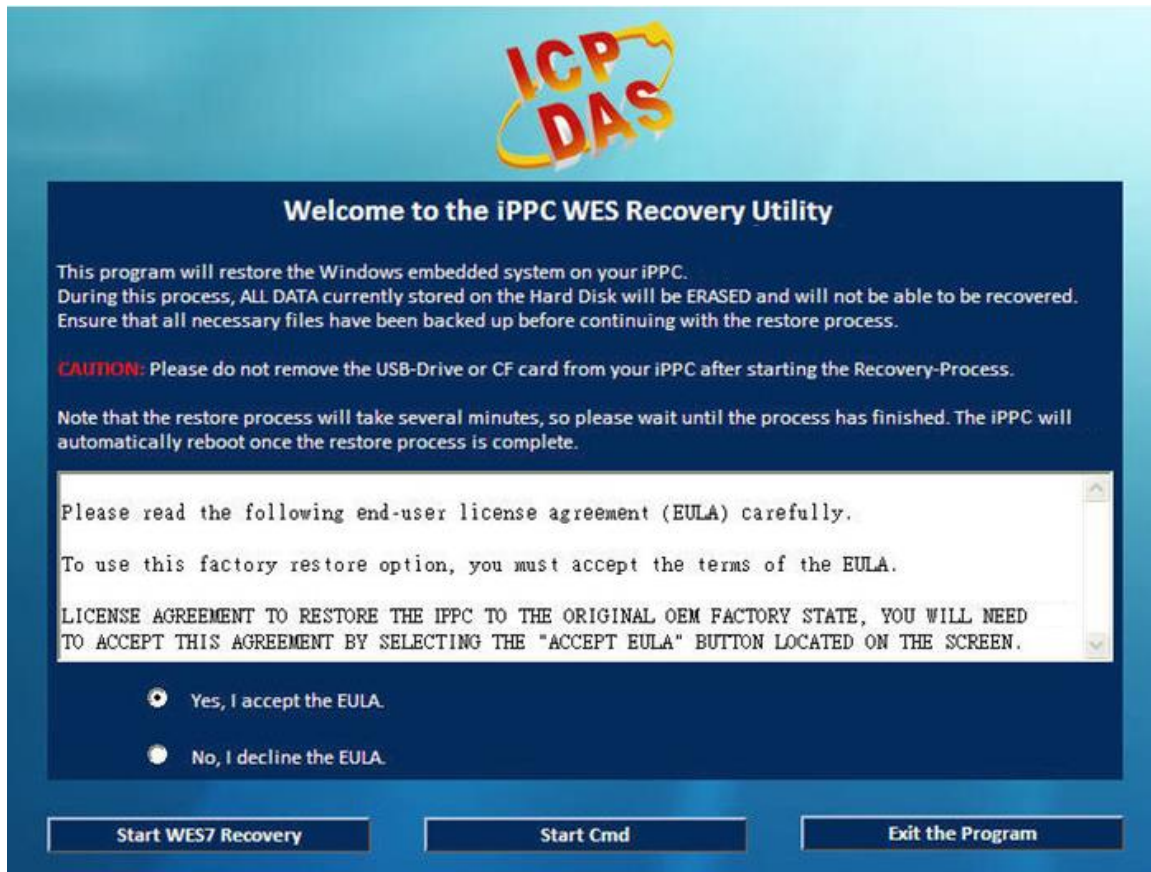 ICP
DAS
Welcome to the iPPC WES Recovery Utility
This program will restore the Windows embedded system on your iPPC.
During this process, ALL DATA currently stored on the Hard Disk will be ERASED and will not be able to be recovered.
Ensure that all necessary files have been backed up before continuing with the restore process.
CAUTION: Please do not remove the USB-Drive or CF card from your iPPC after starting the Recovery-Process.
Note that the restore process will take several minutes, so please wait until the process has finished. The iPPC will
automatically reboot once the restore process is complete.
Please read the following end-user license agreement (EULA) carefully.
To use this factory restore option, you must accept the terms of the EULA.
LICENSE AGREEMENT TO RESTORE THE IPPC TO THE ORIGINAL OEM FACTORY STATE, YOU WILL NEED
TO ACCEPT THIS AGREEMENT BY SELECTING THE "ACCEPT EULA" BUTTON LOCATED ON THE SCREEN.
Yes, I accept the EULA.
No, I decline the EULA.
Start WES7 Recovery
Start Cmd
Exit the Program